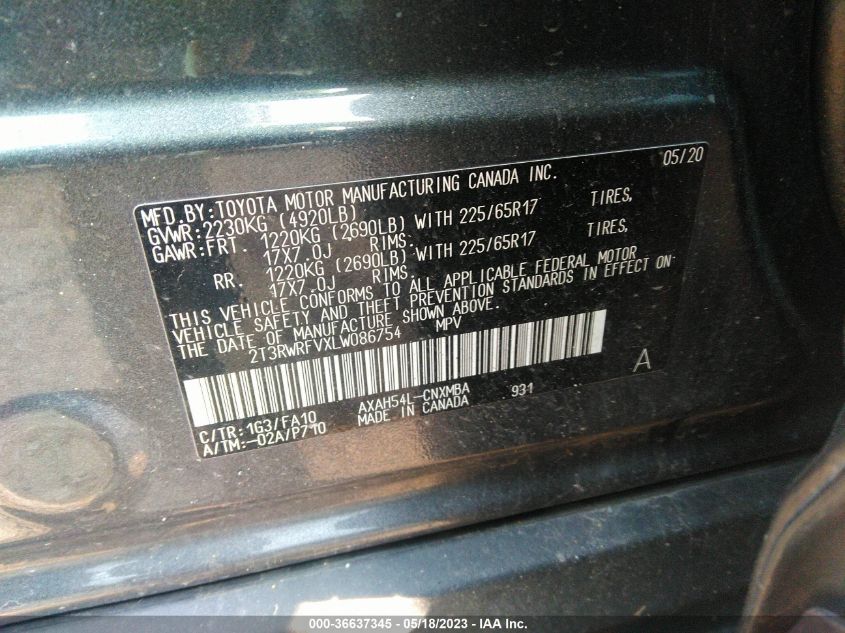 05/20
MFD.BY:TOYOTA MOTOR MANUFACTURING CANADA INC.
GVWR:2230KG (4920LB)
GAWR:FRT. 1220KG (2690LB) WITH 225/65R17 TIRES,
17X7.0J RIMS.
RR. 1220KG (2690LB) WITH 225/65R17 TIRES,
17X7.0J RIMS.
THIS VEHICLE CONFORMS TO ALL APPLICABLE FEDERAL MOTOR
VEHICLE SAFETY AND THEFT PREVENTION STANDARDS IN EFFECT ON
THE DATE OF MANUFACTURE SHOWN ABOVE.
2T3RWRFVXLW086754 MPV
A
C/TR:1G3/FA10 AXAH54L-CNXMBA 931
A/TM:-02A/P710 MADE IN CANADA
000-36637345 — 05/18/2023 — IAA Inc.